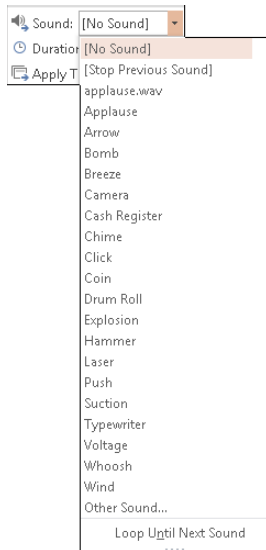 Sound: [No Sound]
Duration
Apply T
[No Sound]
[Stop Previous Sound]
applause.wav
Applause
Arrow
Bomb
Breeze
Camera
Cash Register
Chime
Click
Coin
Drum Roll
Explosion
Hammer
Laser
Push
Suction
Typewriter
Voltage
Whoosh
Wind
Other Sound...
Loop Until Next Sound